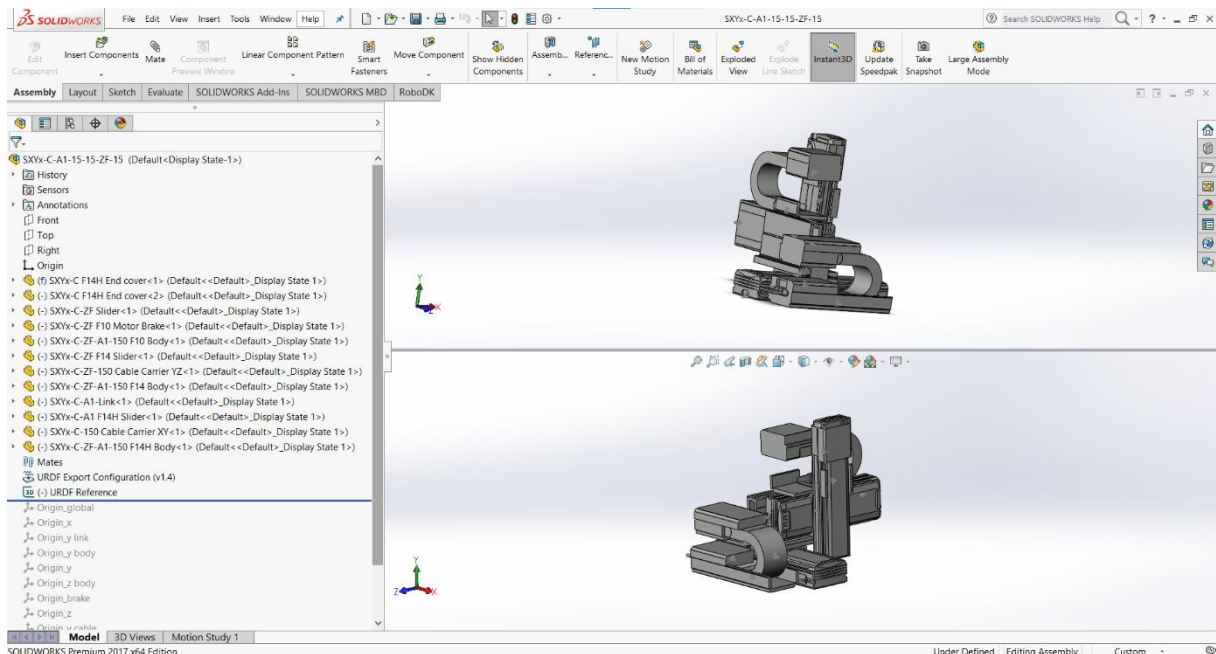 SOLIDWORKS File Edit View Insert Tools Window Help SXYx-C-A1-15-15-ZF-15 Search SOLIDWORKS Help
Edit Component
Insert Components
Mate
Component Preview Window
Linear Component Pattern
Smart Fasteners
Move Component
Show Hidden Components
Assemb...
Referenc...
New Motion Study
Bill of Materials
Exploded View
Explode Line Sketch
Instant3D
Update Speedpak
Take Snapshot
Large Assembly Mode
Assembly Layout Sketch Evaluate SOLIDWORKS Add-Ins SOLIDWORKS MBD RoboDK
SXYx-C-A1-15-15-ZF-15 (Default<Display State-1>)
History
Sensors
Annotations
Front
Top
Right
Origin
(f) SXYx-C F14H End cover<1> (Default<<Default>_Display State 1>)
(-) SXYx-C F14H End cover<2> (Default<<Default>_Display State 1>)
(-) SXYx-C-ZF Slider<1> (Default<<Default>_Display State 1>)
(-) SXYx-C-ZF F10 Motor Brake<1> (Default<<Default>_Display State 1>)
(-) SXYx-C-ZF-A1-150 F10 Body<1> (Default<<Default>_Display State 1>)
(-) SXYx-C-ZF F14 Slider<1> (Default<<Default>_Display State 1>)
(-) SXYx-C-ZF-150 Cable Carrier YZ<1> (Default<<Default>_Display State 1>)
(-) SXYx-C-ZF-A1-150 F14 Body<1> (Default<<Default>_Display State 1>)
(-) SXYx-C-A1-Link<1> (Default<<Default>_Display State 1>)
(-) SXYx-C-A1 F14H Slider<1> (Default<<Default>_Display State 1>)
(-) SXYx-C-150 Cable Carrier XY<1> (Default<<Default>_Display State 1>)
(-) SXYx-C-ZF-A1-150 F14H Body<1> (Default<<Default>_Display State 1>)
Mates
URDF Export Configuration (v1.4)
(-) URDF Reference
Origin_global
Origin_x
Origin_y link
Origin_y body
Origin_y
Origin_z body
Origin_brake
Origin_z
Origin_y cable
Y
X
Z
Y
Z
X
Model 3D Views Motion Study 1
SOLIDWORKS Premium 2017 x64 Edition Under Defined Editing Assembly Custom